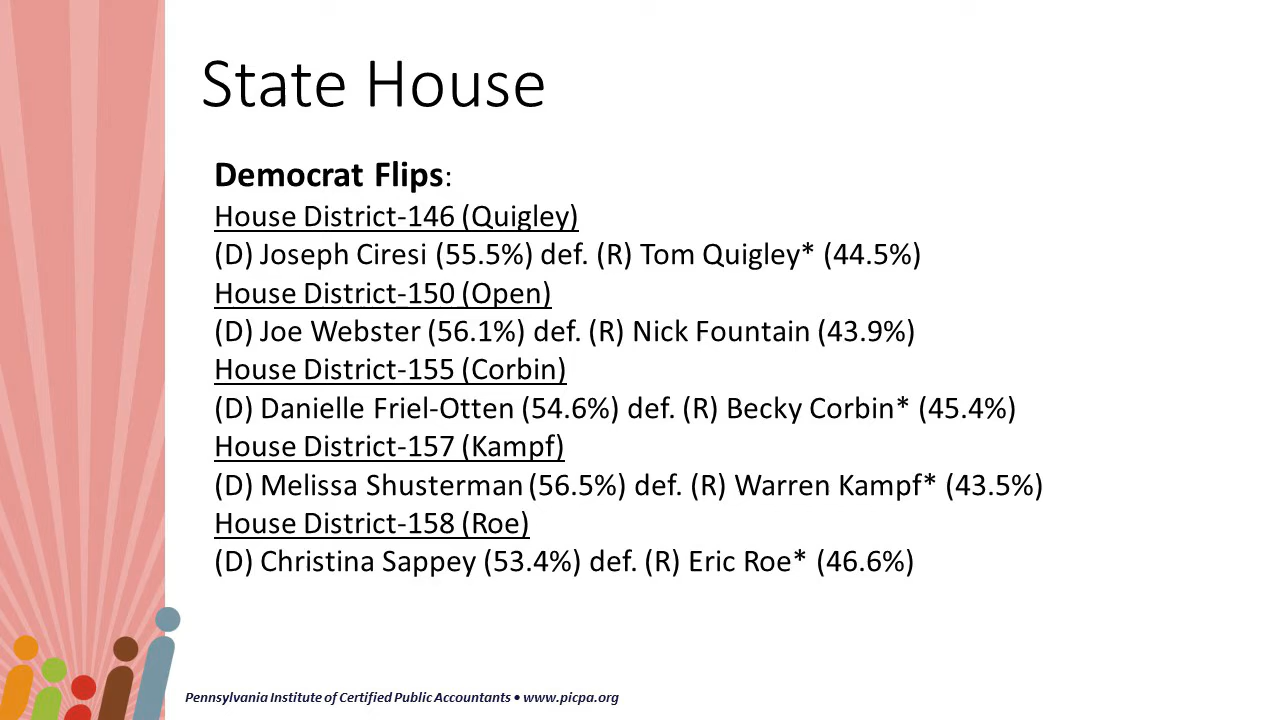 State House
Democrat Flips:
House District-146 (Quigley)
(D) Joseph Ciresi (55.5%) def. (R) Tom Quigley* (44.5%)
House District-150 (Open)
(D) Joe Webster (56.1%) def. (R) Nick Fountain (43.9%)
House District-155 (Corbin)
(D) Danielle Friel-Otten (54.6%) def. (R) Becky Corbin* (45.4%)
House District-157 (Kampf)
(D) Melissa Shusterman (56.5%) def. (R) Warren Kampf* (43.5%)
House District-158 (Roe)
(D) Christina Sappey (53.4%) def. (R) Eric Roe* (46.6%)
Pennsylvania Institute of Certified Public Accountants • www.picpa.org